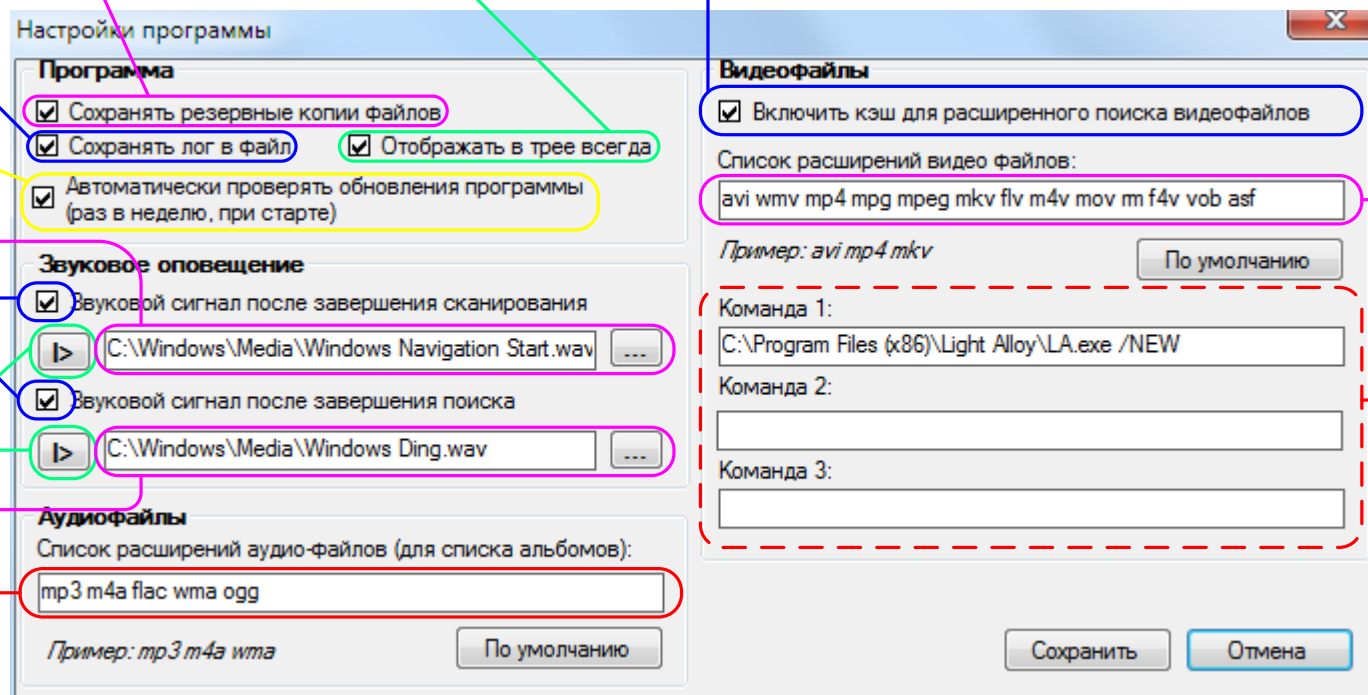 Настройки программы
Программа
Сохранять резервные копии файлов
Сохранять лог в файл
Отображать в трее всегда
Автоматически проверять обновления программы
(раз в неделю, при старте)
Звуковое оповещение
Звуковой сигнал после завершения сканирования
|>
C:\Windows\Media\Windows Navigation Start.wav
...
Звуковой сигнал после завершения поиска
|>
C:\Windows\Media\Windows Ding.wav
...
Аудиофайлы
Список расширений аудио-файлов (для списка альбомов):
mp3 m4a flac wma ogg
Пример: mp3 m4a wma
По умолчанию
Видеофайлы
Включить кэш для расширенного поиска видеофайлов
Список расширений видео файлов:
avi wmv mp4 mpg mpeg mkv flv m4v mov rm f4v vob asf
Пример: avi mp4 mkv
По умолчанию
Команда 1:
C:\Program Files (x86)\Light Alloy\LA.exe /NEW
Команда 2:
Команда 3:
Сохранить
Отмена